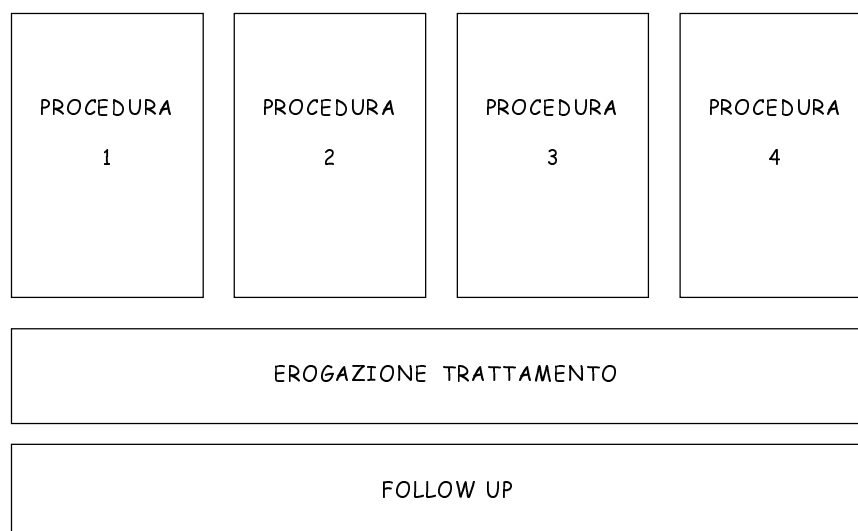 PROCEDURA
1
PROCEDURA
2
PROCEDURA
3
PROCEDURA
4
EROGAZIONE TRATTAMENTO
FOLLOW UP